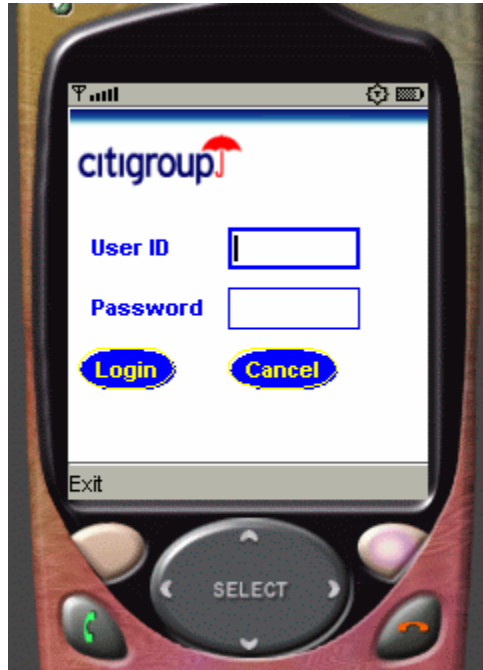 citigroup
User ID
Password
Login Cancel
Exit
SELECT